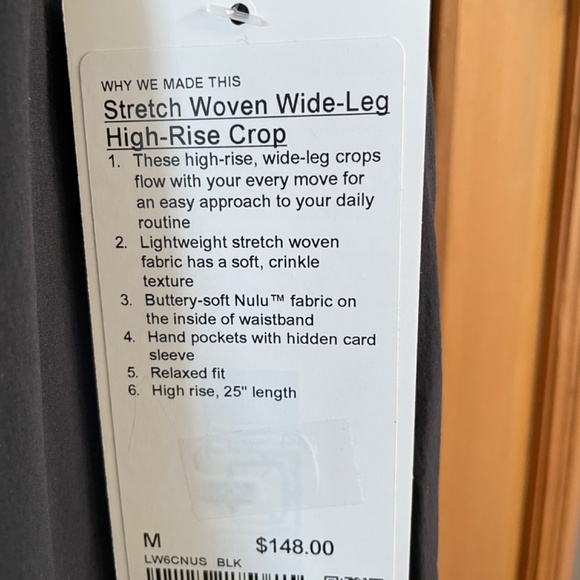 WHY WE MADE THIS
Stretch Woven Wide-Leg
High-Rise Crop
1. These high-rise, wide-leg crops
flow with your every move for
an easy approach to your daily
routine
2. Lightweight stretch woven
fabric has a soft, crinkle
texture
3. Buttery-soft Nulu™ fabric on
the inside of waistband
4. Hand pockets with hidden card
sleeve
5. Relaxed fit
6. High rise, 25" length
M
$148.00
LW6CNUS BLK